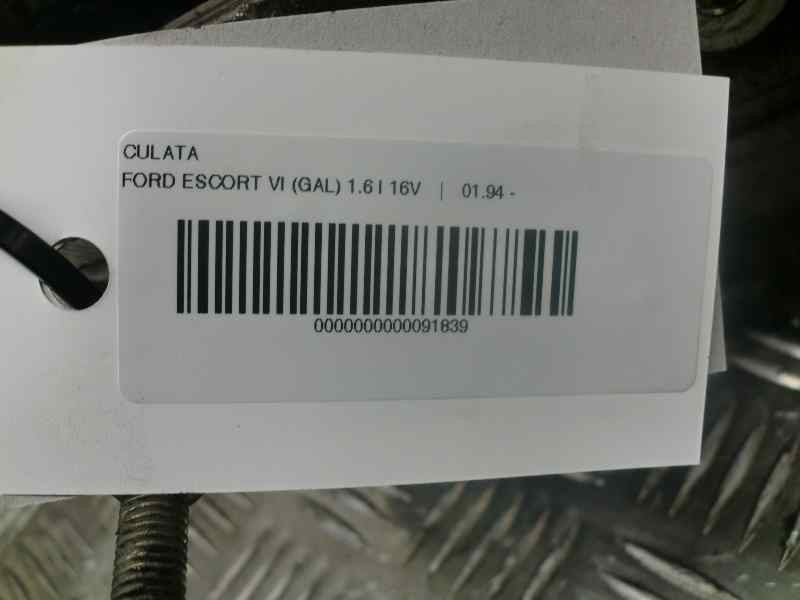 CULATA
FORD ESCORT VI (GAL) 1.6 I 16V | 01.94 -
0000000000091839